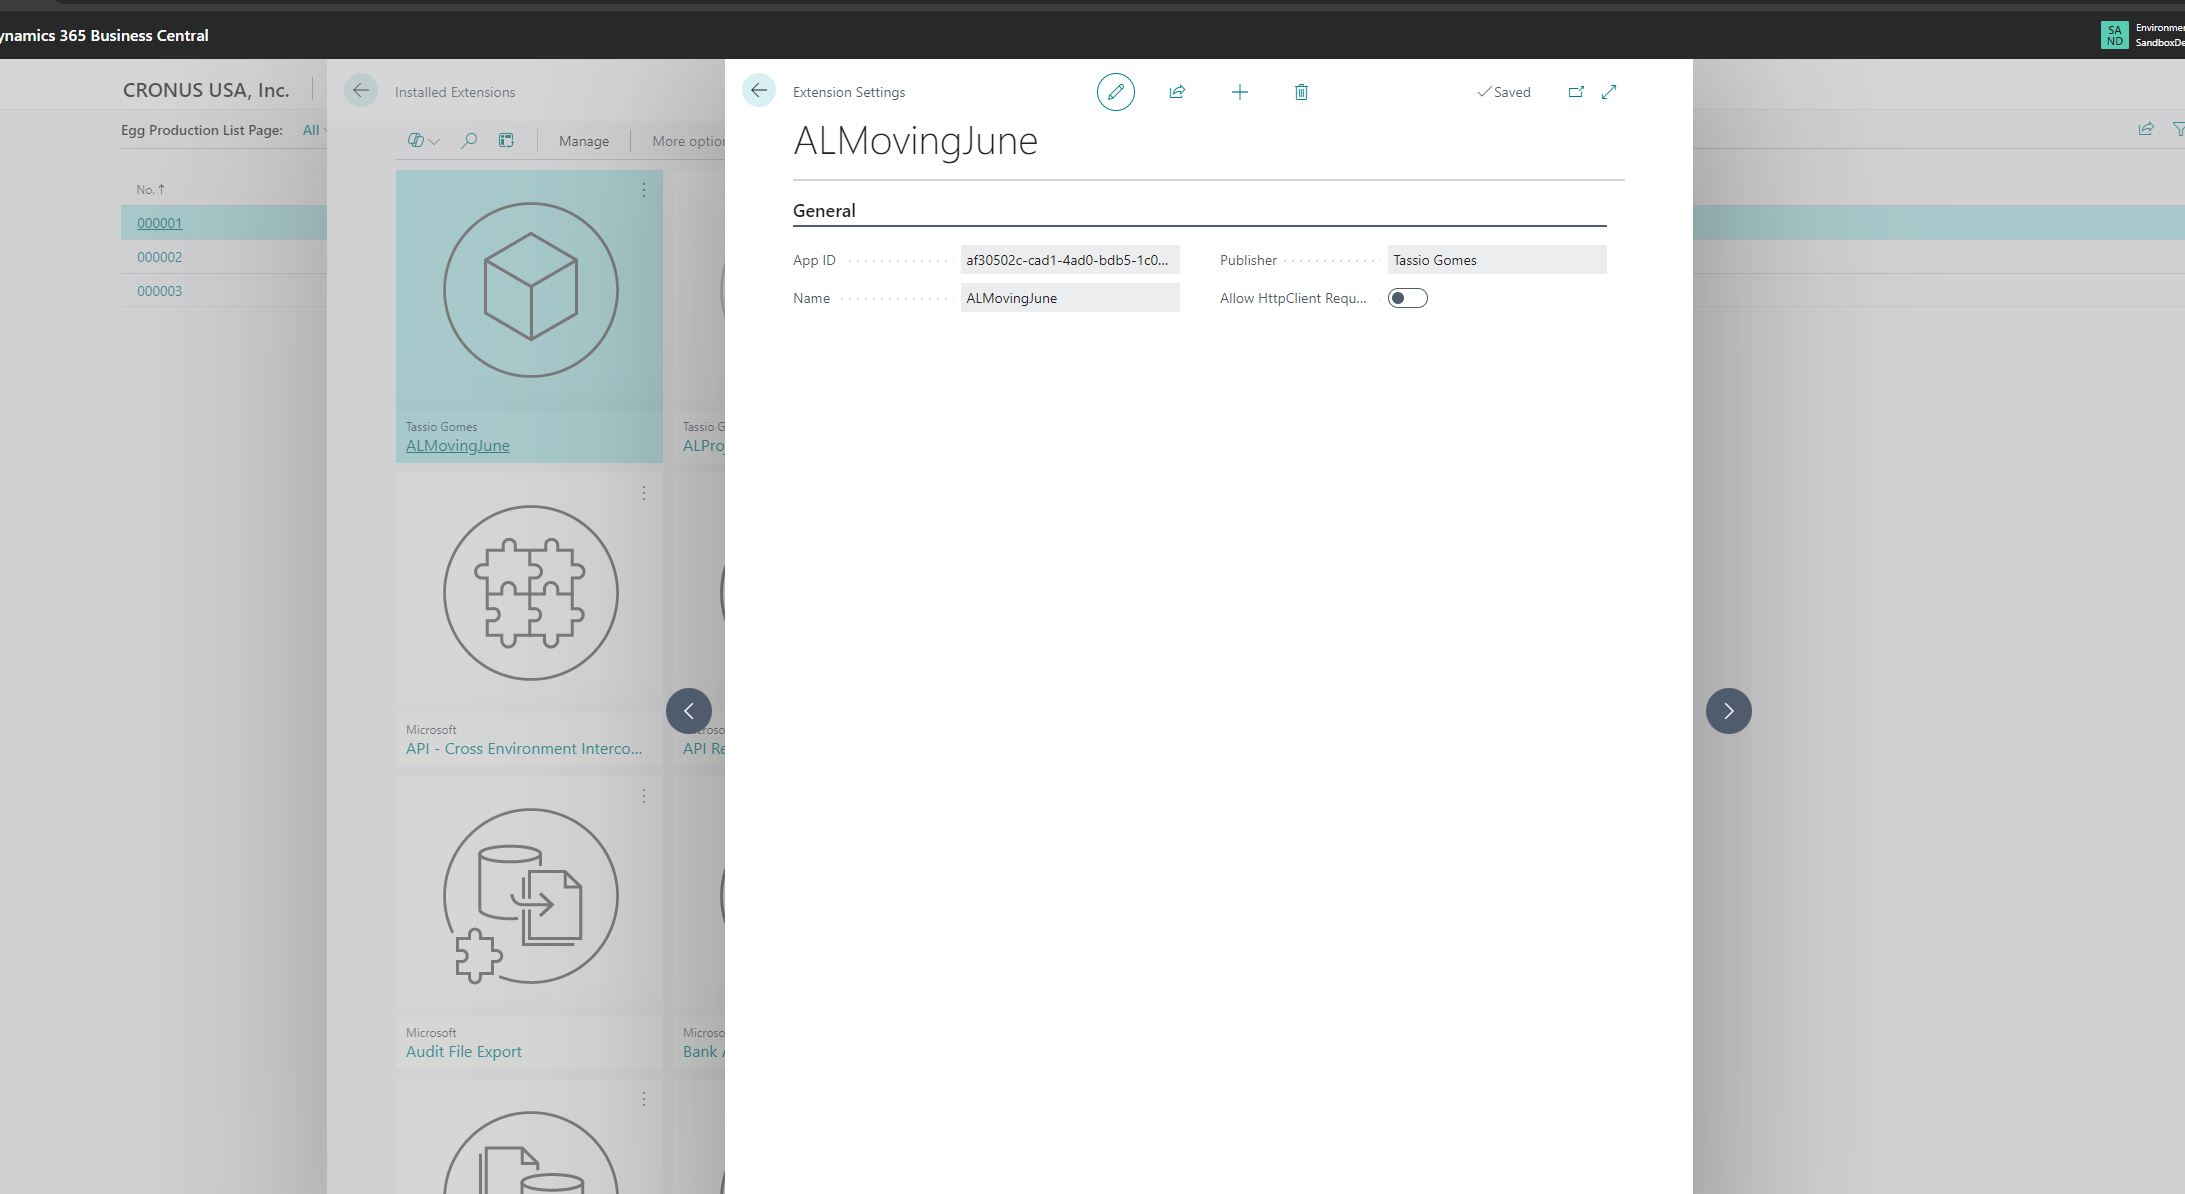 ynamics 365 Business Central
SA
ND
Environme
SandboxDe
CRONUS USA, Inc.
Egg Production List Page: All
No. ↑
000001
000002
000003
Installed Extensions
Manage
More option
Tassio Gomes
ALMovingJune
Tassio G
ALProj
Microsoft
API - Cross Environment Interco...
API Re
Microsoft
Audit File Export
Microso
Bank
Extension Settings
Saved
ALMovingJune
General
App ID
af30502c-cad1-4ad0-bdb5-1c0...
Publisher
Tassio Gomes
Name
ALMovingJune
Allow HttpClient Requ...